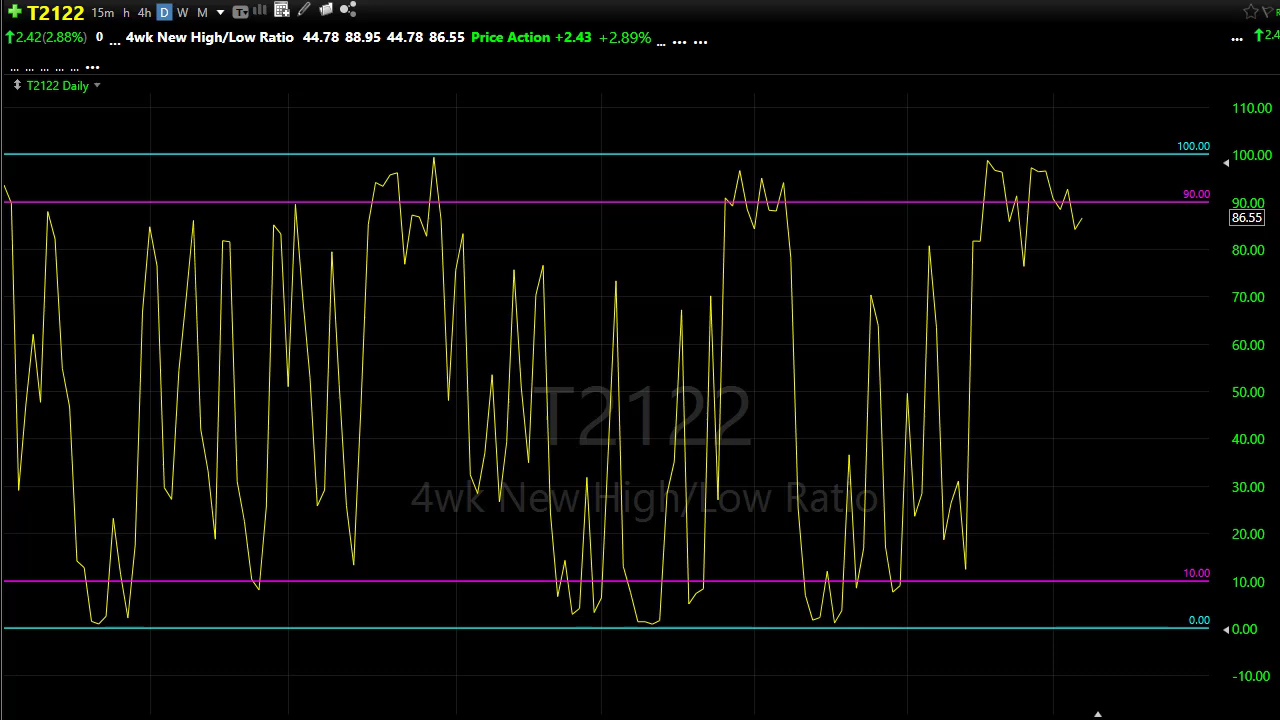 T2122 15m h 4h D W M T
2.42(2.88%) 0 ... 4wk New High/Low Ratio 44.78 88.95 44.78 86.55 Price Action +2.43 +2.89% ... ... ... ... 2.4
... ... ... ... ... ...
T2122 Daily
110.00
100.00 100.00
90.00 90.00
86.55
80.00
70.00
60.00
50.00
T2122
40.00
30.00
4wk New High/Low Ratio
20.00
10.00 10.00
0.00 0.00
-10.00